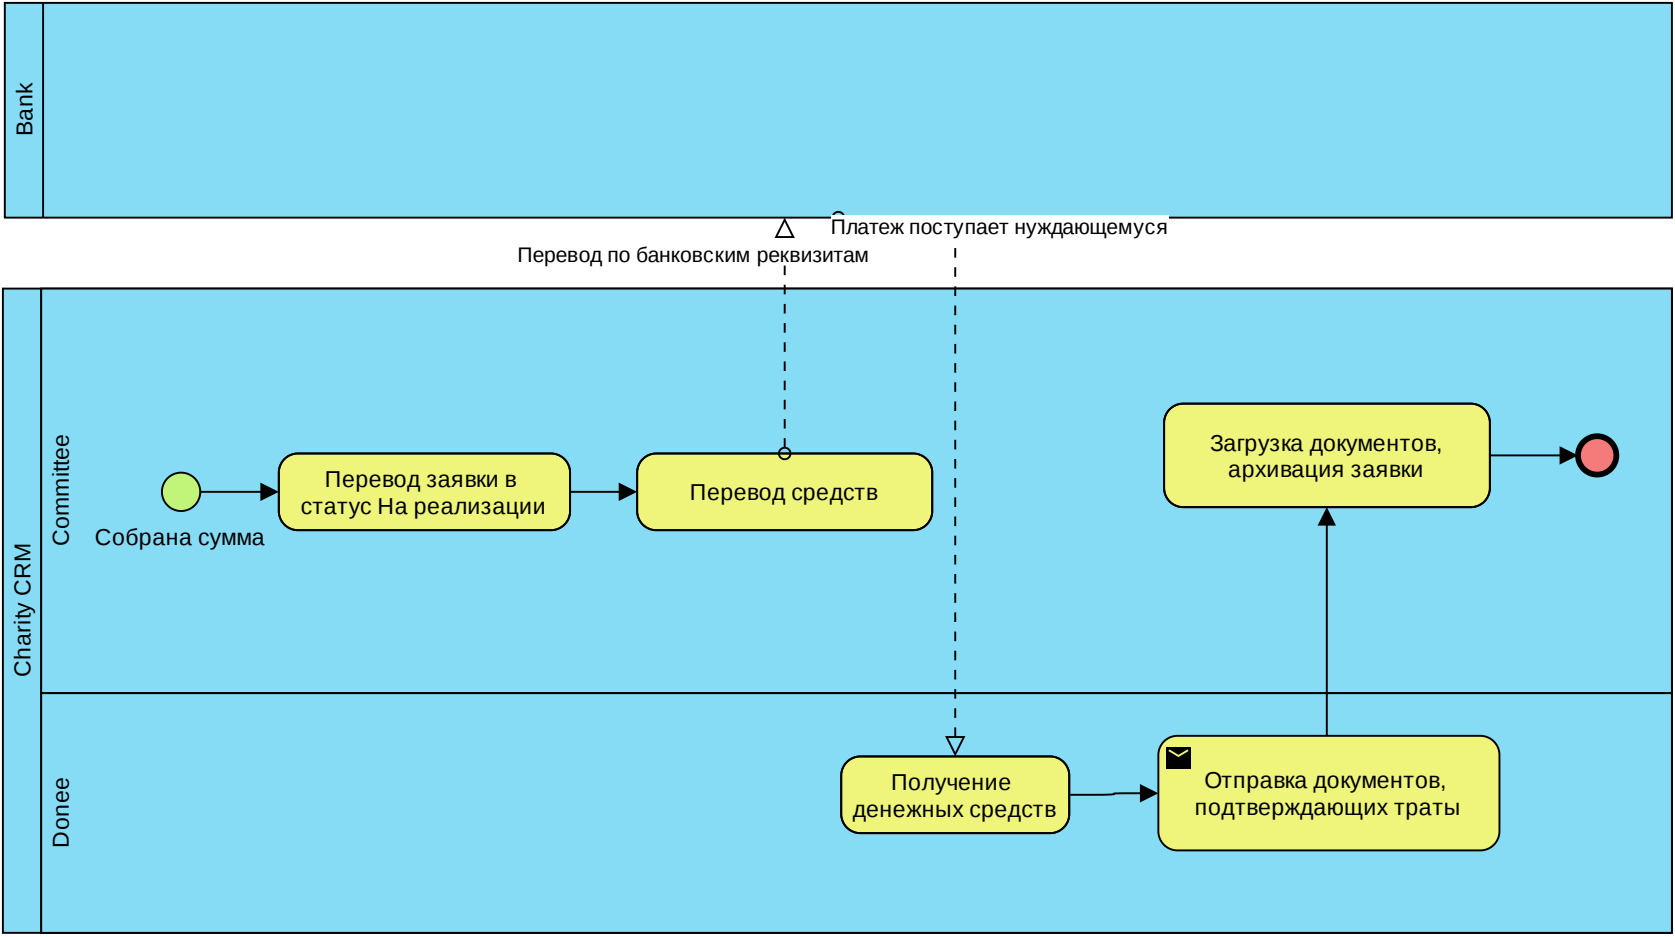 Bank
Платеж поступает нуждающемуся
Перевод по банковским реквизитам
Charity CRM
Committee
Собрана сумма
Перевод заявки в
статус На реализации
Перевод средств
Загрузка документов,
архивация заявки
Donee
Получение
денежных средств
Отправка документов,
подтверждающих траты